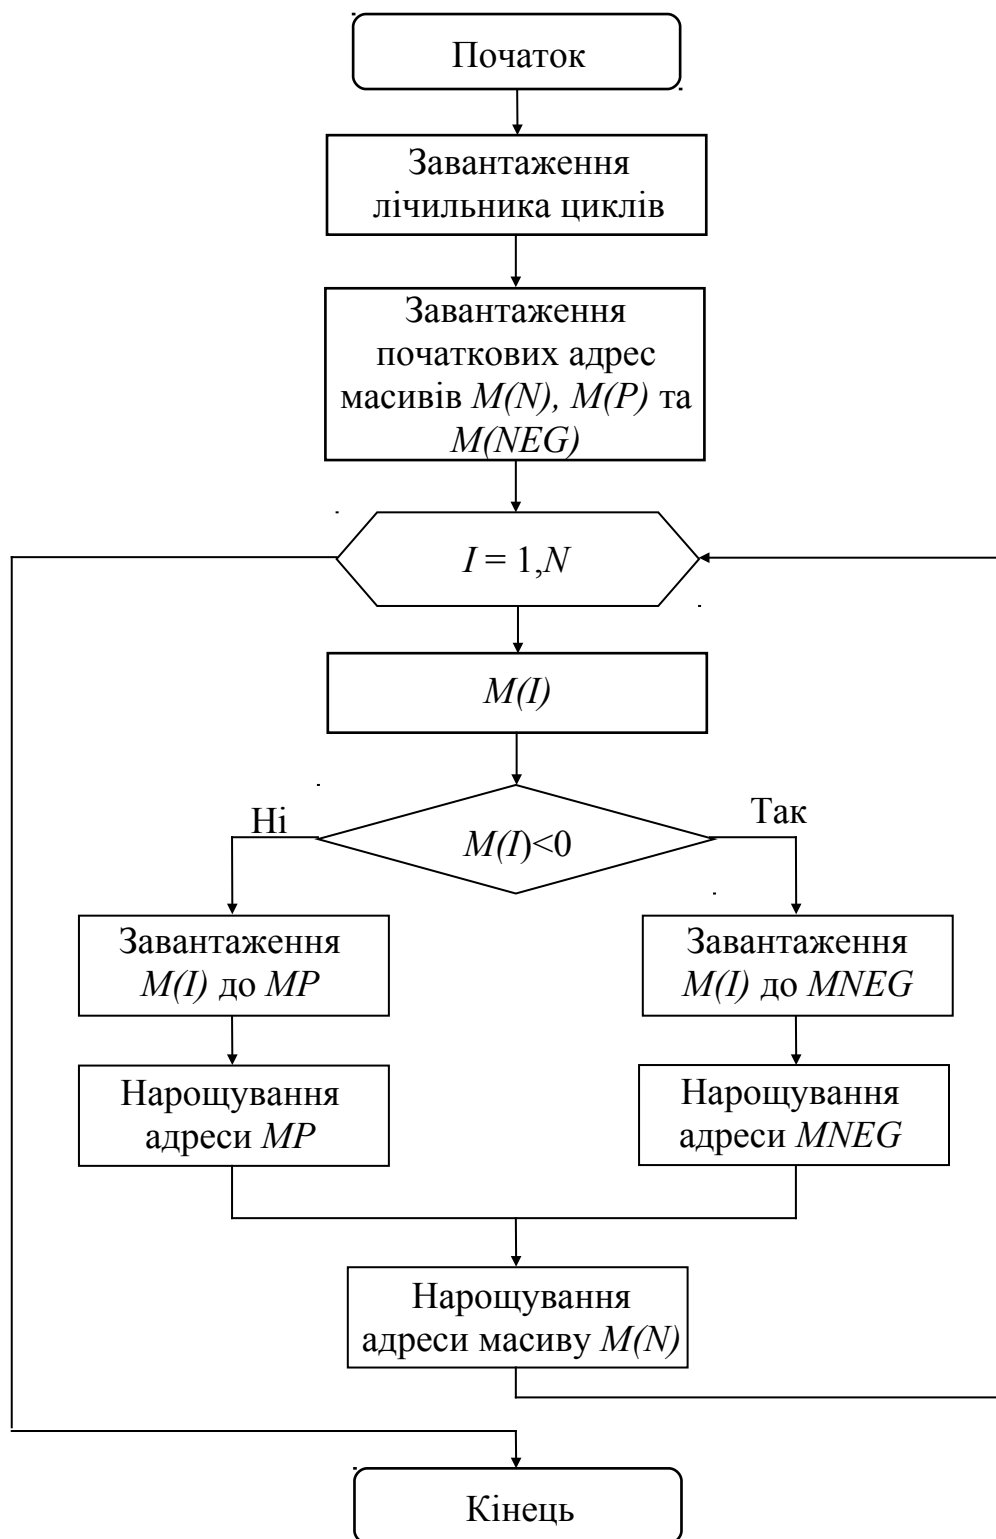 Початок
Завантаження
лічильника циклів
Завантаження
початкових адрес
масивів M(N), M(P) та
M(NEG)
I = 1,N
M(I)
Ні
Так
M(I)<0
Завантаження
M(I) до MP
Завантаження
M(I) до MNEG
Нарощування
адреси MP
Нарощування
адреси MNEG
Нарощування
адреси масиву M(N)
Кінець